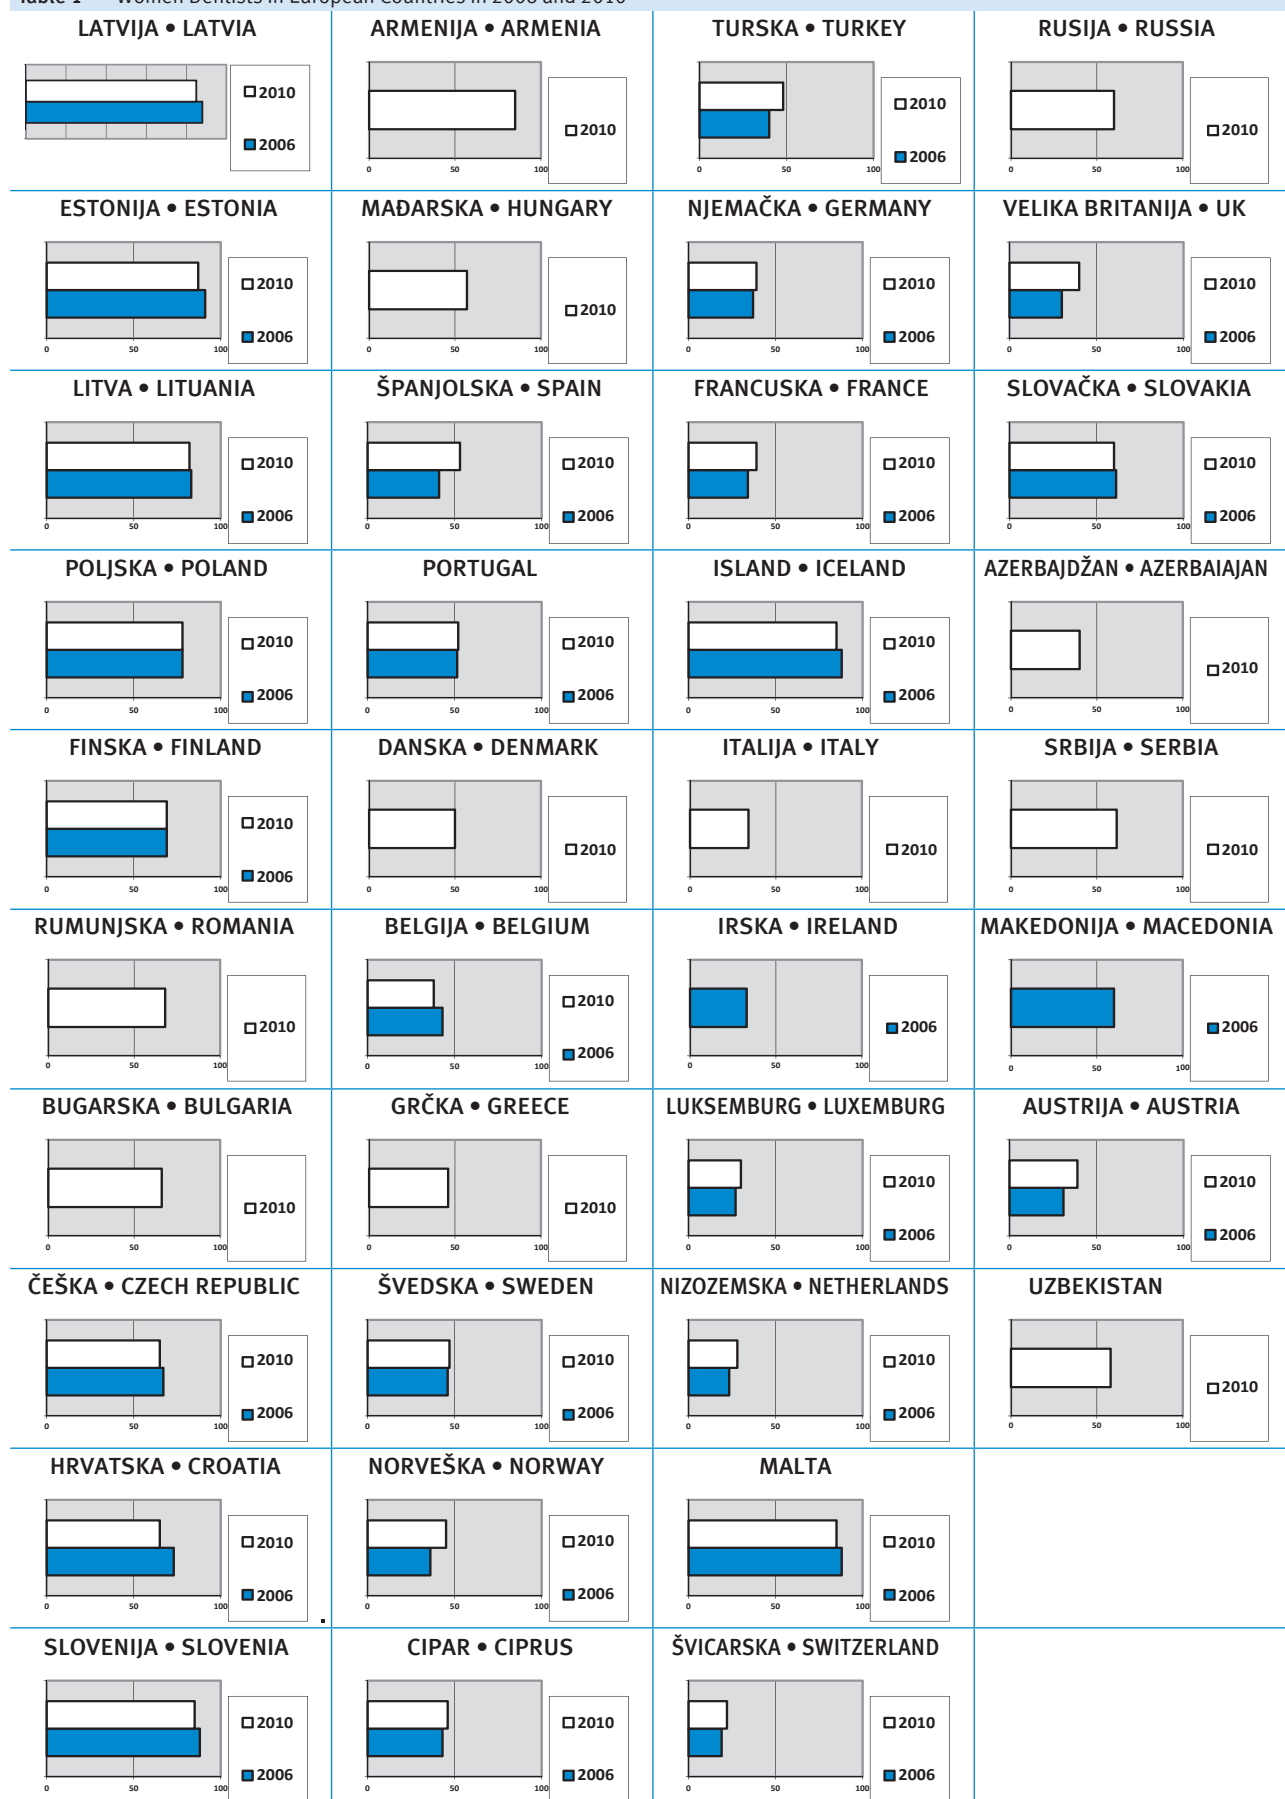 Table 1 Women Dentists in European Countries in 2006 and 2010
LATVIJA • LATVIA
2010
2006
ARMENIJA • ARMENIA
2010
0 50 100
TURSKA • TURKEY
2010
2006
0 50 100
RUSIJA • RUSSIA
2010
0 50 100
ESTONIJA • ESTONIA
2010
2006
0 50 100
MAĐARSKA • HUNGARY
2010
0 50 100
NJEMAČKA • GERMANY
2010
2006
0 50 100
VELIKA BRITANIJA • UK
2010
2006
0 50 100
LITVA • LITUANIA
2010
2006
0 50 100
ŠPANJOLSKA • SPAIN
2010
2006
0 50 100
FRANCUSKA • FRANCE
2010
2006
0 50 100
SLOVAČKA • SLOVAKIA
2010
2006
0 50 100
POLJSKA • POLAND
2010
2006
0 50 100
PORTUGAL
2010
2006
0 50 100
ISLAND • ICELAND
2010
2006
0 50 100
AZERBAJDŽAN • AZERBAIAJAN
2010
0 50 100
FINSKA • FINLAND
2010
2006
0 50 100
DANSKA • DENMARK
2010
0 50 100
ITALIJA • ITALY
2010
0 50 100
SRBIJA • SERBIA
2010
0 50 100
RUMUNJSKA • ROMANIA
2010
0 50 100
BELGIJA • BELGIUM
2010
2006
0 50 100
IRSKA • IRELAND
2006
0 50 100
MAKEDONIJA • MACEDONIA
2006
0 50 100
BUGARSKA • BULGARIA
2010
0 50 100
GRČKA • GREECE
2010
0 50 100
LUKSEMBURG • LUXEMBURG
2010
2006
0 50 100
AUSTRIJA • AUSTRIA
2010
2006
0 50 100
ČEŠKA • CZECH REPUBLIC
2010
2006
0 50 100
ŠVEDSKA • SWEDEN
2010
2006
0 50 100
NIZOZEMSKA • NETHERLANDS
2010
2006
0 50 100
UZBEKISTAN
2010
0 50 100
HRVATSKA • CROATIA
2010
2006
0 50 100
NORVEŠKA • NORWAY
2010
2006
0 50 100
MALTA
2010
2006
0 50 100
SLOVENIJA • SLOVENIA
2010
2006
0 50 100
CIPAR • CIPRUS
2010
2006
0 50 100
ŠVICARSKA • SWITZERLAND
2010
2006
0 50 100